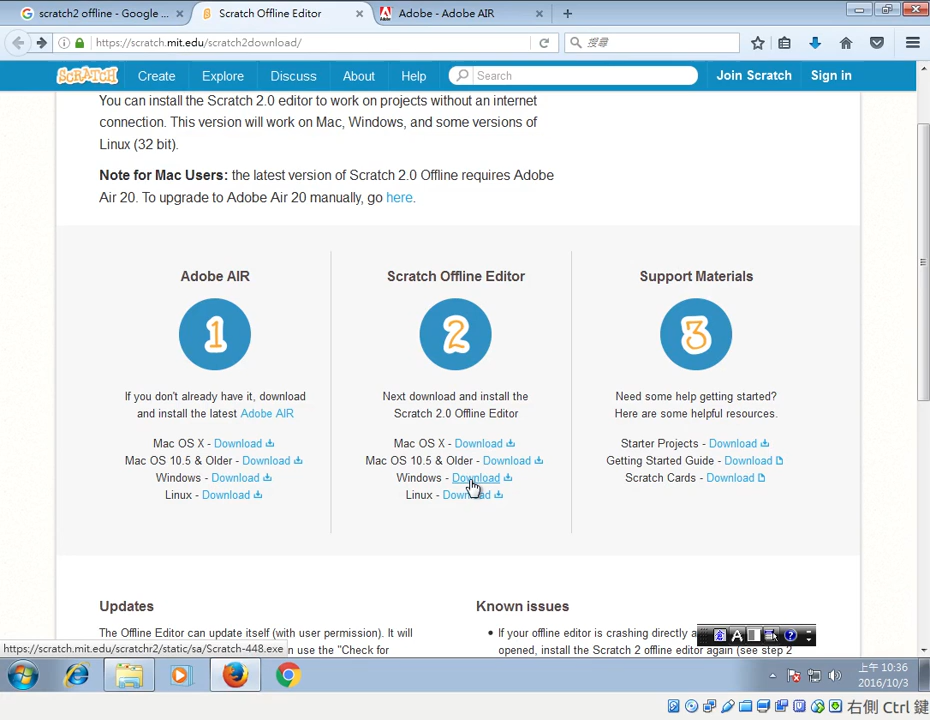 scratch2 offline - Google ...
Scratch Offline Editor
Adobe - Adobe AIR
https://scratch.mit.edu/scratch2download/
搜尋
SCRATCH
Create
Explore
Discuss
About
Help
Search
Join Scratch
Sign in
You can install the Scratch 2.0 editor to work on projects without an internet
connection. This version will work on Mac, Windows, and some versions of
Linux (32 bit).
Note for Mac Users: the latest version of Scratch 2.0 Offline requires Adobe
Air 20. To upgrade to Adobe Air 20 manually, go here.
Adobe AIR
1
If you don't already have it, download
and install the latest Adobe AIR
Mac OS X - Download
Mac OS 10.5 & Older - Download
Windows - Download
Linux - Download
Scratch Offline Editor
2
Next download and install the
Scratch 2.0 Offline Editor
Mac OS X - Download
Mac OS 10.5 & Older - Download
Windows - Download
Linux - Download
Support Materials
3
Need some help getting started?
Here are some helpful resources.
Starter Projects - Download
Getting Started Guide - Download
Scratch Cards - Download
Updates
The Offline Editor can update itself (with user permission). It will
n use the "Check for
Known issues
If your offline editor is crashing directly a
opened, install the Scratch 2 offline editor again (see step 2
A
https://scratch.mit.edu/scratchr2/static/sa/Scratch-448.exe
上午 10:36
2016/10/3
右側 Ctrl 鍵